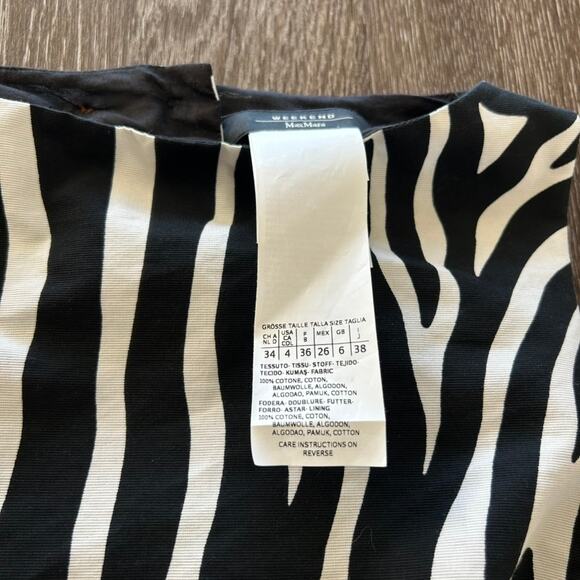 WEEKEND
MaxMara
GRÖSSE TAILLE TALLA SIZE TAGLIA
CH A NL D USA CA COL F B MEX GB I J
34 4 36 26 6 38
TESSUTO- TISSU- STOFF- TEJIDO-
TECIDO- KUMAŞ- FABRIC
100% COTONE, COTON,
BAUMWOLLE, ALGODON,
ALGODAO, PAMUK, COTTON
FODERA- DOUBLURE- FUTTER-
FORRO- ASTAR- LINING
100% COTONE, COTON,
BAUMWOLLE, ALGODON,
ALGODAO, PAMUK, COTTON
CARE INSTRUCTIONS ON
REVERSE